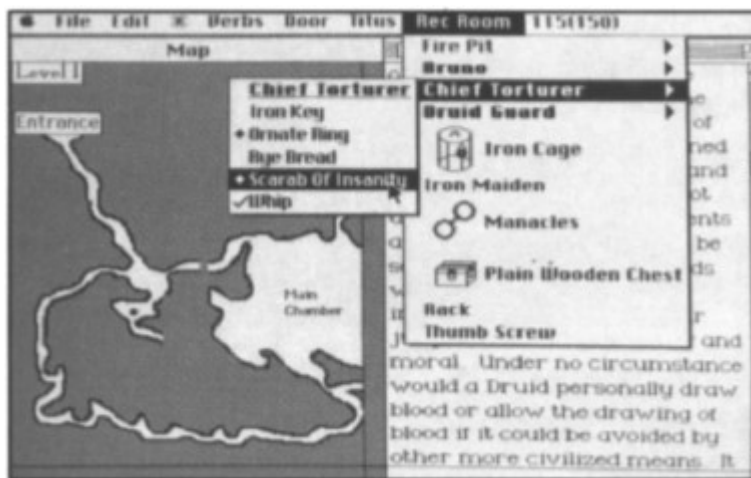 File Edit Verbs Door Titus Rec Room 115(150)
Map
Level 1
Entrance
Main
Chamber
Chief Torturer
Iron Key
Ornate Ring
Rye Bread
Scarab Of Insanity
Whip
Fire Pit
Bruno
Chief Torturer
Druid Guard
Iron Cage
Iron Maiden
Manacles
Plain Wooden Chest
Rack
Thumb Screw
of
and
be
and
moral. Under no circumstance
would a Druid personally draw
blood or allow the drawing of
blood if it could be avoided by
other more civilized means. It